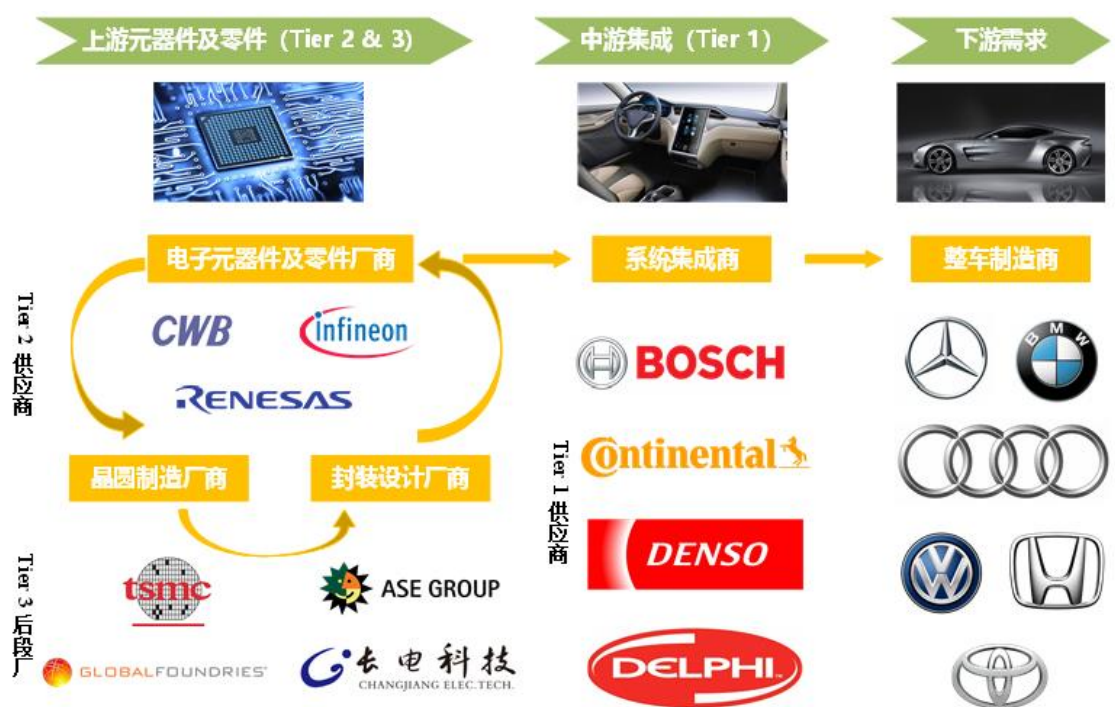 上游元器件及零件（Tier 2 & 3）
中游集成（Tier 1）
下游需求
电子元器件及零件厂商
系统集成商
整车制造商
Tier 2 供应商
CWB
infineon
RENESAS
BOSCH
BMW
晶圆制造厂商
封装设计厂商
Tier 1 供应商
Continental
DENSO
Tier 3 后段厂
tsmc
ASE GROUP
GLOBALFOUNDRIES
长电科技
CHANGJIANG ELEC.TECH.
DELPHI